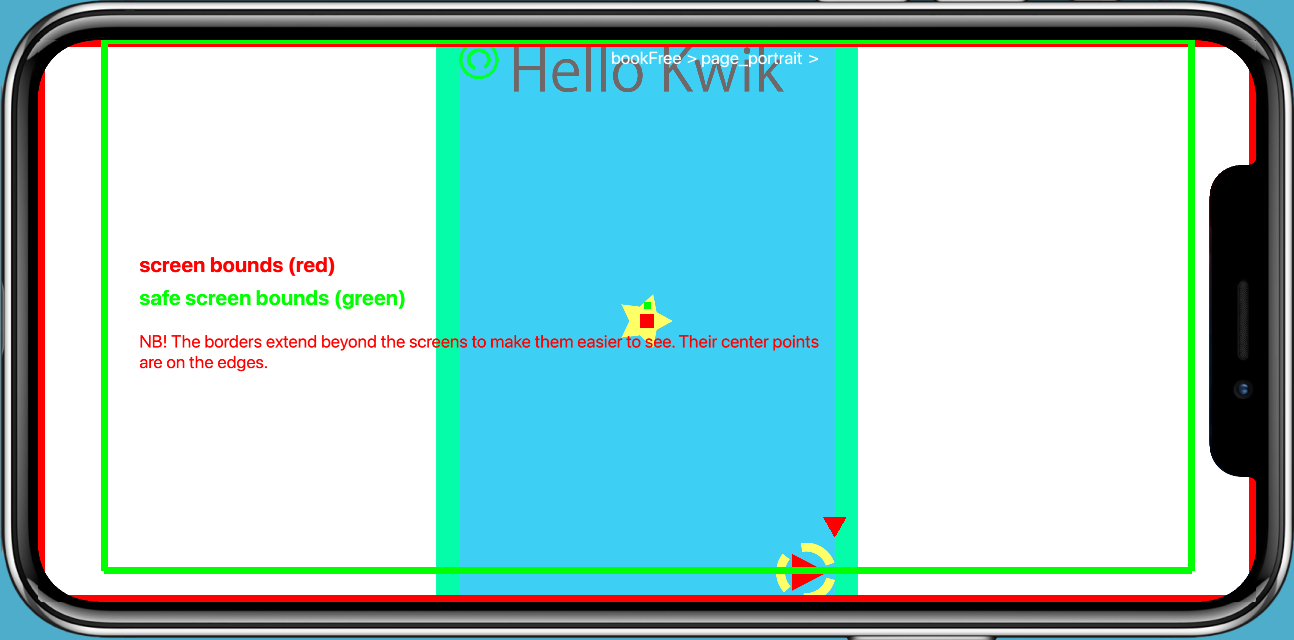 Hello Kwik
bookFree > page_portrait >
screen bounds (red)
safe screen bounds (green)
NB! The borders extend beyond the screens to make them easier to see. Their center points
are on the edges.